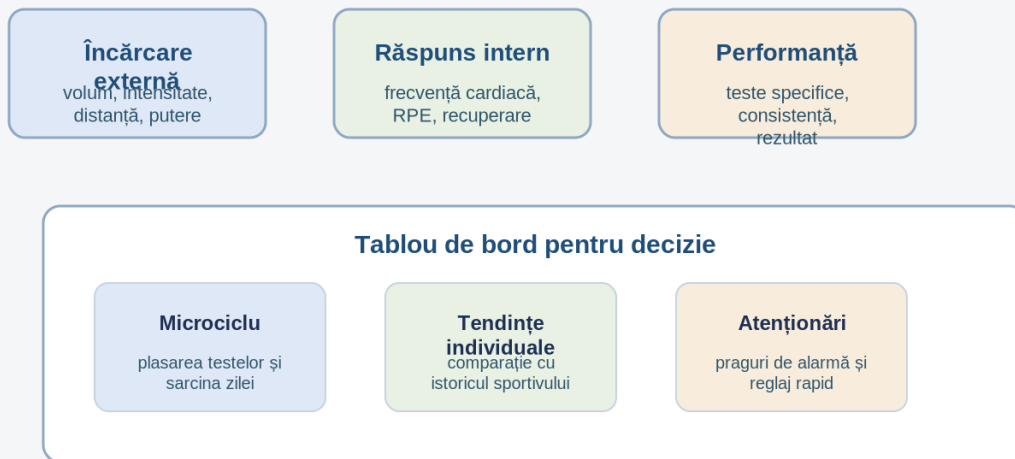 Încărcare
externă
volum, intensitate,
distanță, putere
Răspuns intern
frecvență cardiacă,
RPE, recuperare
Performanță
teste specifice,
consistență,
rezultat
Tablou de bord pentru decizie
Microciclu
plasarea testelor și
sarcina zilei
Tendințe
individuale
comparație cu
istoricul sportivului
Atenționări
praguri de alarmă și
reglaj rapid